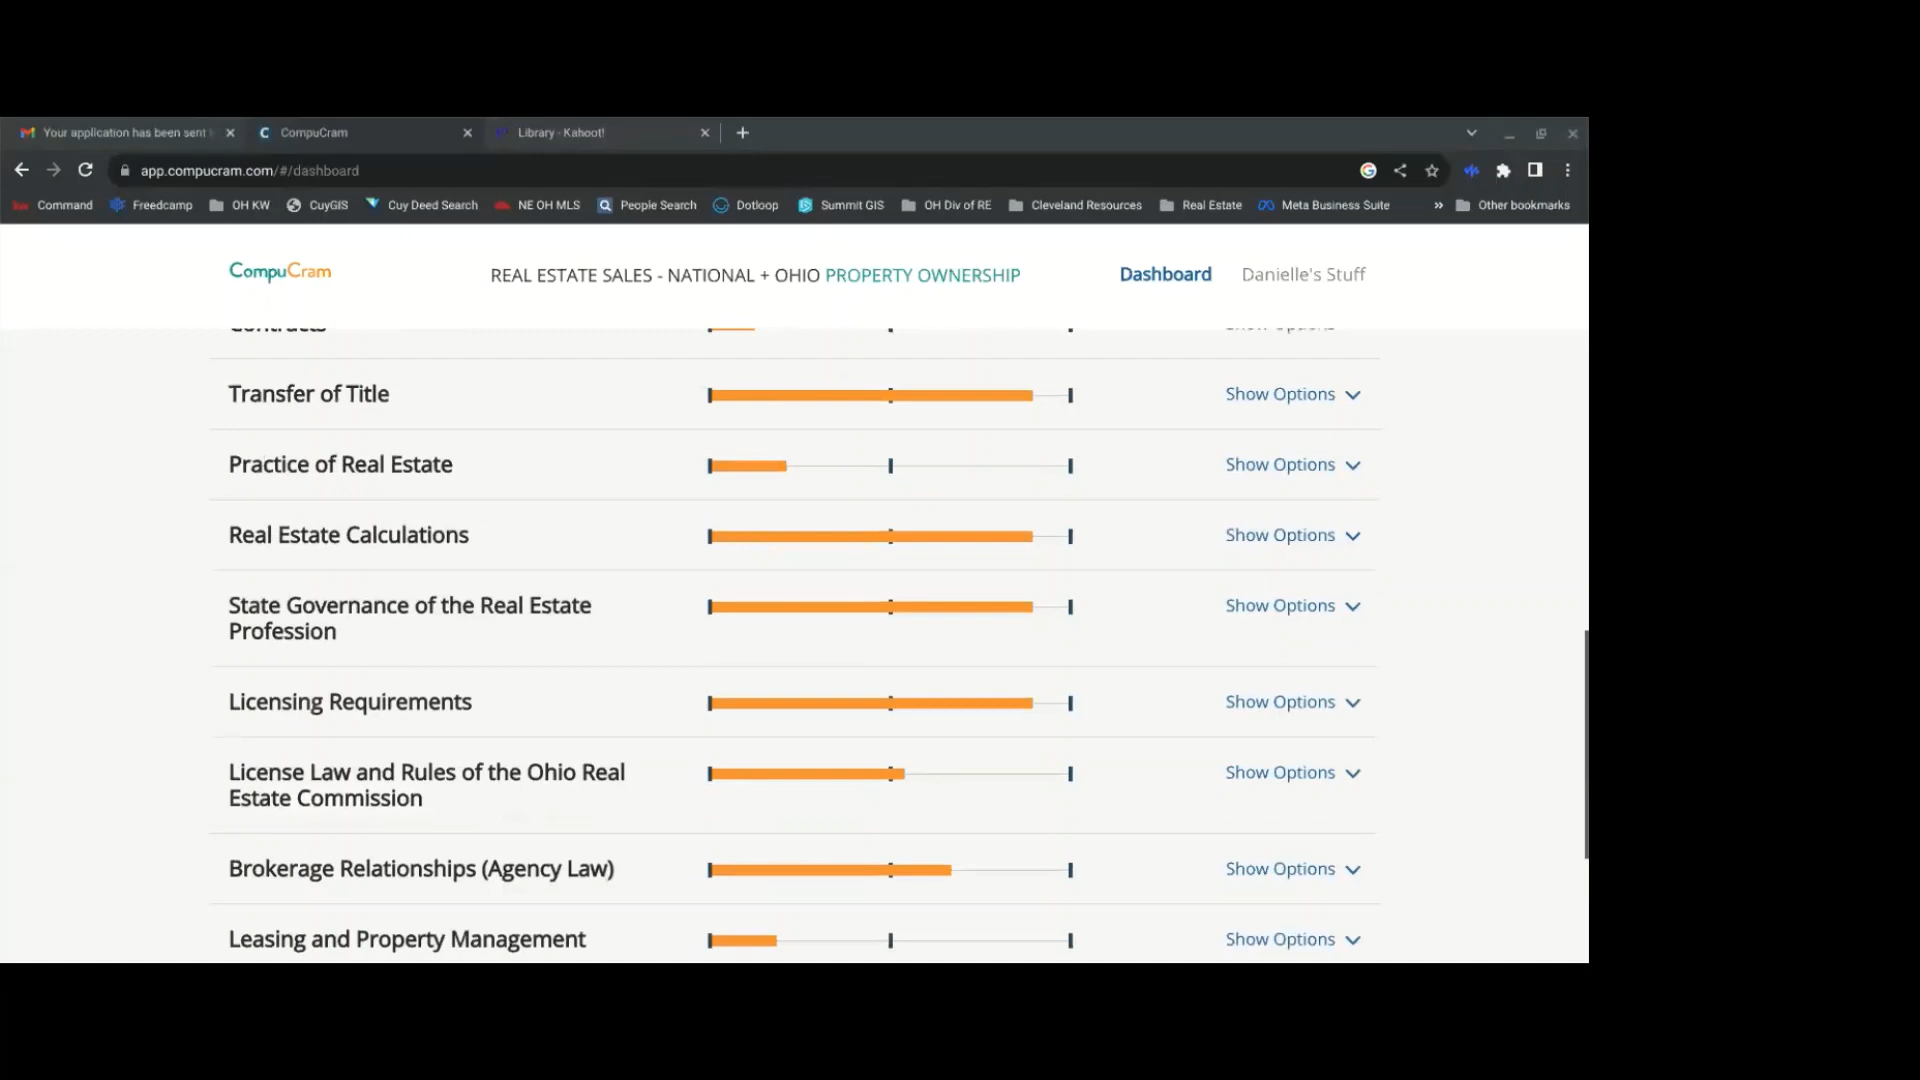 Your application has been sent
CompuCram
Library - Kahoot!
app.compucram.com/#/dashboard
Command
Freedcamp
OH KW
CuyGIS
Cuy Deed Search
NE OH MLS
People Search
Dotloop
Summit GIS
OH Div of RE
Cleveland Resources
Real Estate
Meta Business Suite
»
Other bookmarks
CompuCram
REAL ESTATE SALES - NATIONAL + OHIO PROPERTY OWNERSHIP
Dashboard
Danielle's Stuff
Contracts
Show Options
Transfer of Title
Show Options
Practice of Real Estate
Show Options
Real Estate Calculations
Show Options
State Governance of the Real Estate
Profession
Show Options
Licensing Requirements
Show Options
License Law and Rules of the Ohio Real
Estate Commission
Show Options
Brokerage Relationships (Agency Law)
Show Options
Leasing and Property Management
Show Options